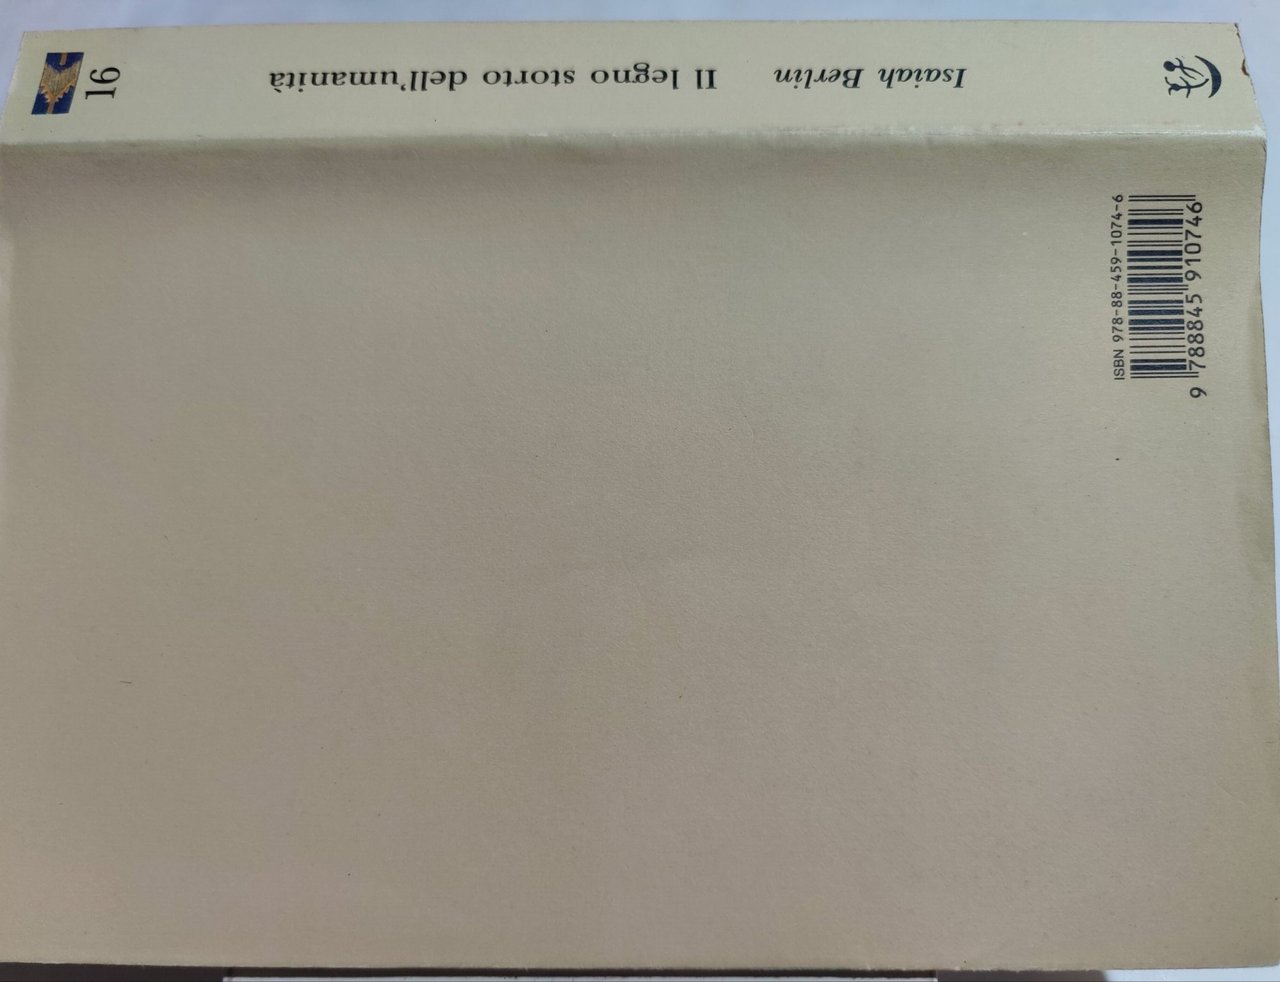 16
Isaiah Berlin Il legno storto dell'umanità
ISBN 978-88-459-1074-6
9 788845 910746